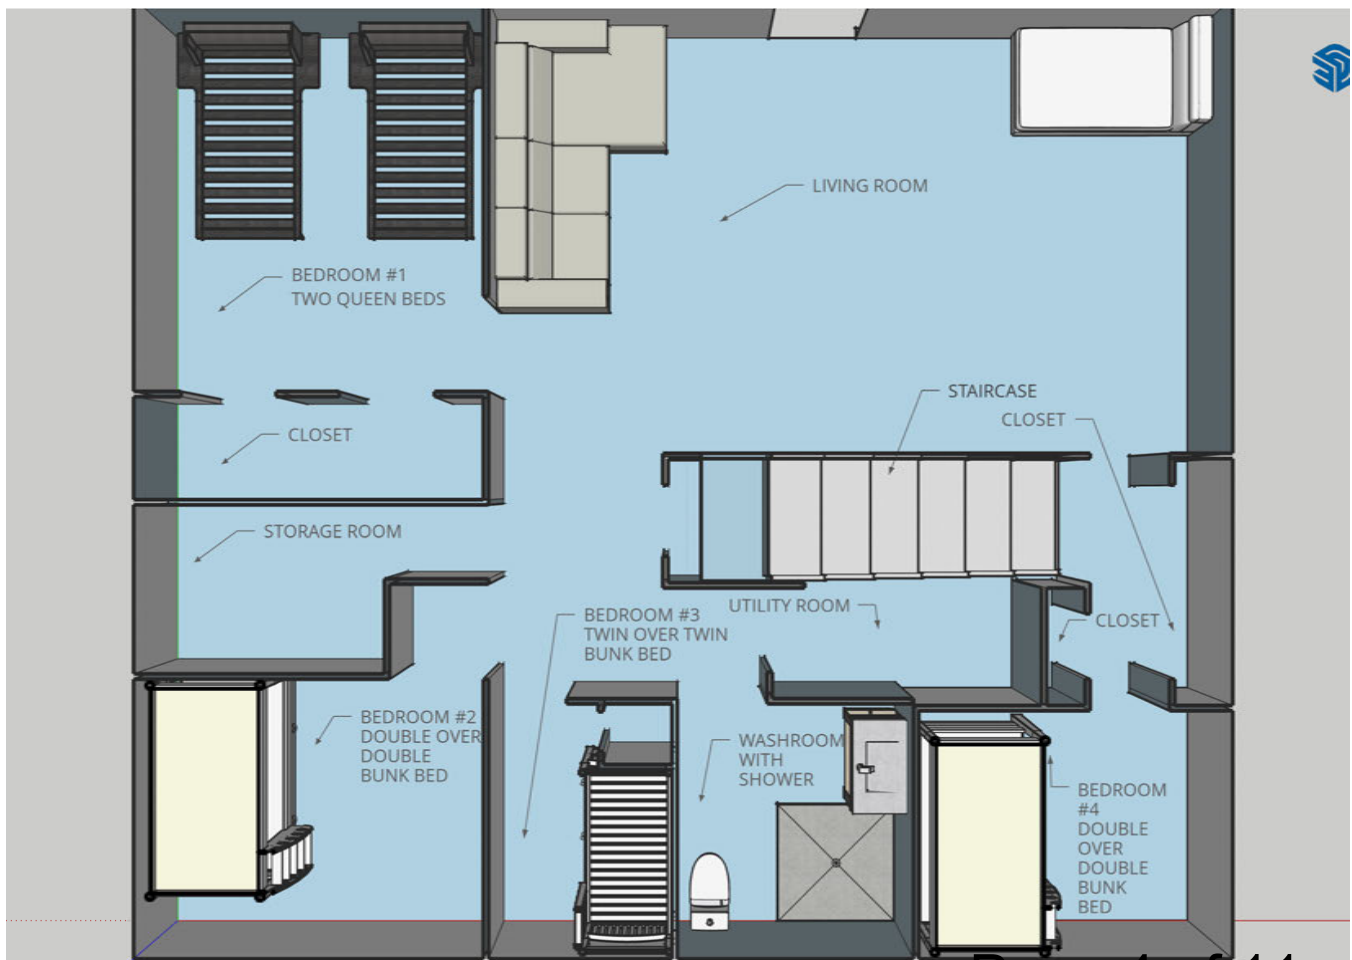 LIVING ROOM
BEDROOM #1
TWO QUEEN BEDS
STAIRCASE
CLOSET
CLOSET
STORAGE ROOM
BEDROOM #3
TWIN OVER TWIN
BUNK BED
UTILITY ROOM
CLOSET
BEDROOM #2
DOUBLE OVER
DOUBLE
BUNK BED
WASHROOM
WITH
SHOWER
BEDROOM
#4
DOUBLE
OVER
DOUBLE
BUNK
BED